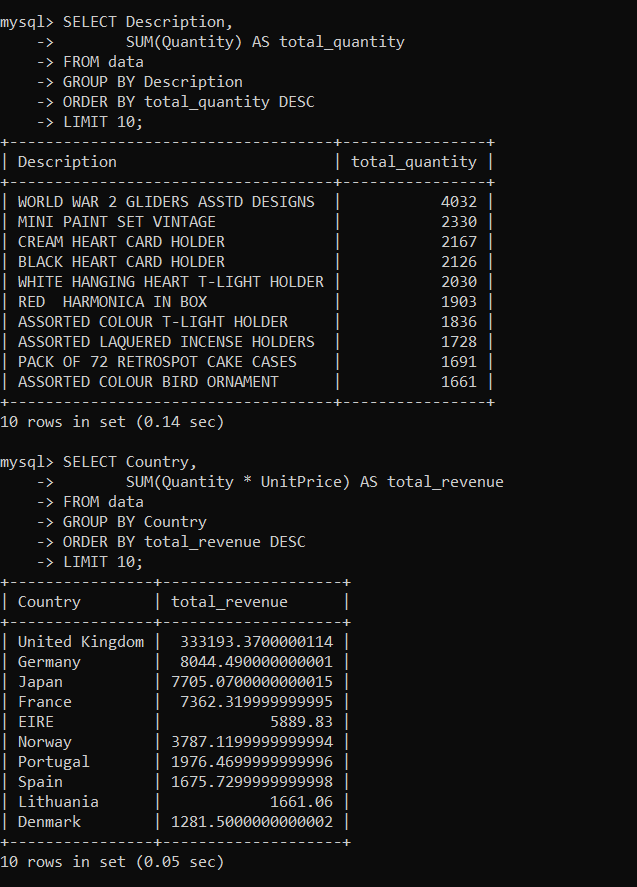 mysql> SELECT Description,
    ->        SUM(Quantity) AS total_quantity
    -> FROM data
    -> GROUP BY Description
    -> ORDER BY total_quantity DESC
    -> LIMIT 10;
+-------------------------------------+----------------+
| Description                         | total_quantity |
+-------------------------------------+----------------+
| WORLD WAR 2 GLIDERS ASSTD DESIGNS   |           4032 |
| MINI PAINT SET VINTAGE              |           2330 |
| CREAM HEART CARD HOLDER             |           2167 |
| BLACK HEART CARD HOLDER             |           2126 |
| WHITE HANGING HEART T-LIGHT HOLDER  |           2030 |
| RED  HARMONICA IN BOX               |           1903 |
| ASSORTED COLOUR T-LIGHT HOLDER      |           1836 |
| ASSORTED LAQUERED INCENSE HOLDERS   |           1728 |
| PACK OF 72 RETROSPOT CAKE CASES     |           1691 |
| ASSORTED COLOUR BIRD ORNAMENT       |           1661 |
+-------------------------------------+----------------+
10 rows in set (0.14 sec)
mysql> SELECT Country,
    ->        SUM(Quantity * UnitPrice) AS total_revenue
    -> FROM data
    -> GROUP BY Country
    -> ORDER BY total_revenue DESC
    -> LIMIT 10;
+----------------+--------------------+
| Country        | total_revenue      |
+----------------+--------------------+
| United Kingdom |  333193.3700000114 |
| Germany        |  8044.490000000001 |
| Japan          | 7705.0700000000015 |
| France         |  7362.319999999995 |
| EIRE           |            5889.83 |
| Norway         | 3787.1199999999994 |
| Portugal       | 1976.4699999999996 |
| Spain          | 1675.7299999999998 |
| Lithuania      |            1661.06 |
| Denmark        | 1281.5000000000002 |
+----------------+--------------------+
10 rows in set (0.05 sec)